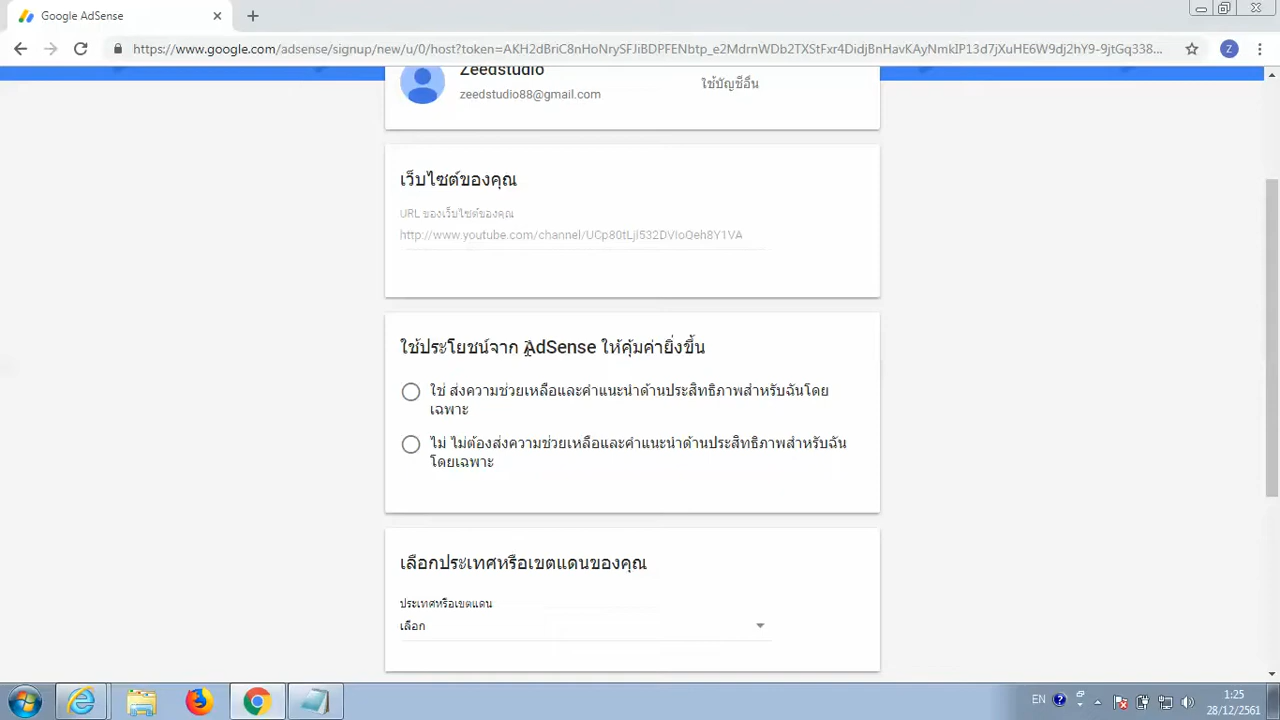 Google AdSense
https://www.google.com/adsense/signup/new/u/0/host?token=
Z
Zeedstudio
zeedstudio88@gmail.com
ใช้บัญชีอื่น
เว็บไซต์ของคุณ
URL ของเว็บไซต์ของคุณ
ใช้ประโยชน์จาก AdSense ให้คุ้มค่ายิ่งขึ้น
ใช่ ส่งความช่วยเหลือและคำแนะนำด้านประสิทธิภาพสำหรับฉันโดย
เฉพาะ
ไม่ ไม่ต้องส่งความช่วยเหลือและคำแนะนำด้านประสิทธิภาพสำหรับฉัน
โดยเฉพาะ
เลือกประเทศหรือเขตแดนของคุณ
ประเทศหรือเขตแดน
เลือก
EN
1:25
28/12/2561